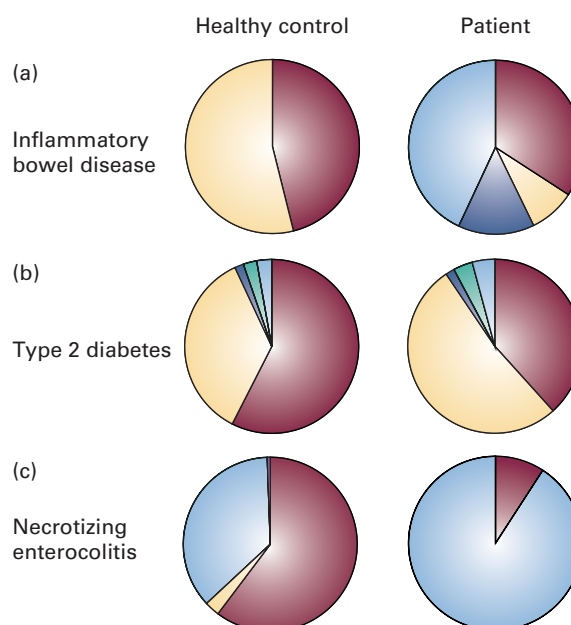 Healthy control Patient
(a)
Inflammatory
bowel disease
(b)
Type 2 diabetes
(c)
Necrotizing
enterocolitis